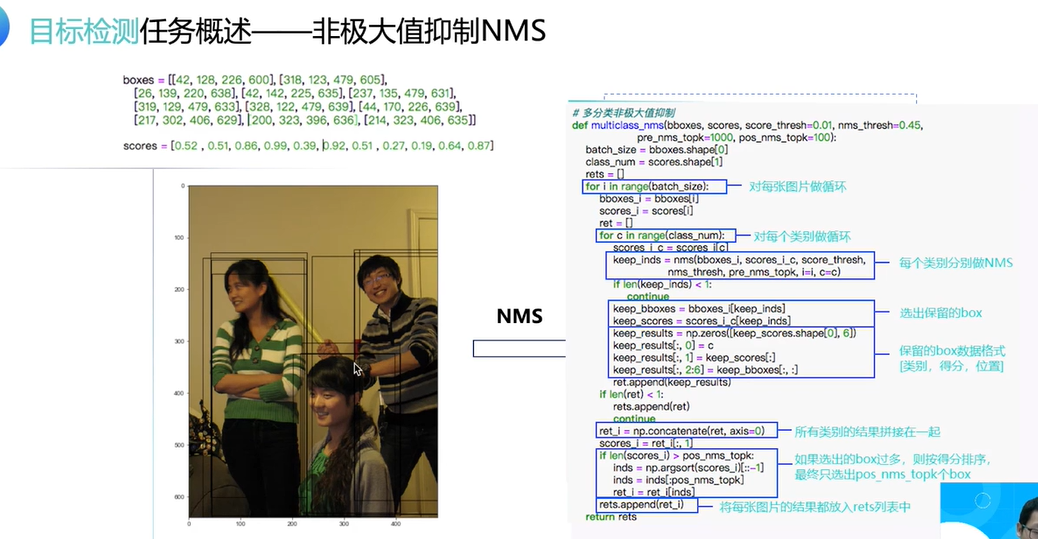 目标检测任务概述——非极大值抑制NMS
boxes = [[42, 128, 226, 600], [318, 123, 479, 605],
[26, 139, 220, 638], [42, 142, 225, 635], [237, 135, 479, 631],
[319, 129, 479, 633], [328, 122, 479, 639], [44, 170, 226, 639],
[217, 302, 406, 629], [200, 323, 396, 636], [214, 323, 406, 635]]
scores = [0.52 , 0.51, 0.86, 0.99, 0.39, 0.92, 0.51 , 0.27, 0.19, 0.64, 0.87]
0
100
200
300
400
500
600
0 100 200 300 400
NMS
# 多分类非极大值抑制
def multiclass_nms(bboxes, scores, score_thresh=0.01, nms_thresh=0.45,
pre_nms_topk=1000, pos_nms_topk=100):
batch_size = bboxes.shape[0]
class_num = scores.shape[1]
rets = []
for i in range(batch_size): 对每张图片做循环
bboxes_i = bboxes[i]
scores_i = scores[i]
ret = []
for c in range(class_num): 对每个类别做循环
scores_i_c = scores_i[c]
keep_inds = nms(bboxes_i, scores_i_c, score_thresh, 每个类别分别做NMS
nms_thresh, pre_nms_topk, i=i, c=c)
if len(keep_inds) < 1:
continue
keep_bboxes = bboxes_i[keep_inds] 选出保留的box
keep_scores = scores_i_c[keep_inds]
keep_results = np.zeros([keep_scores.shape[0], 6])
keep_results[:, 0] = c 保留的box数据格式
keep_results[:, 1] = keep_scores[:] [类别，得分，位置]
keep_results[:, 2:6] = keep_bboxes[:, :]
ret.append(keep_results)
if len(ret) < 1:
rets.append(ret)
continue
ret_i = np.concatenate(ret, axis=0) 所有类别的结果拼接在一起
scores_i = ret_i[:, 1]
if len(scores_i) > pos_nms_topk: 如果选出的box过多，则按得分排序，
inds = np.argsort(scores_i)[::-1] 最终只选出pos_nms_topk个box
inds = inds[:pos_nms_topk]
ret_i = ret_i[inds]
rets.append(ret_i) 将每张图片的结果都放入rets列表中
return rets